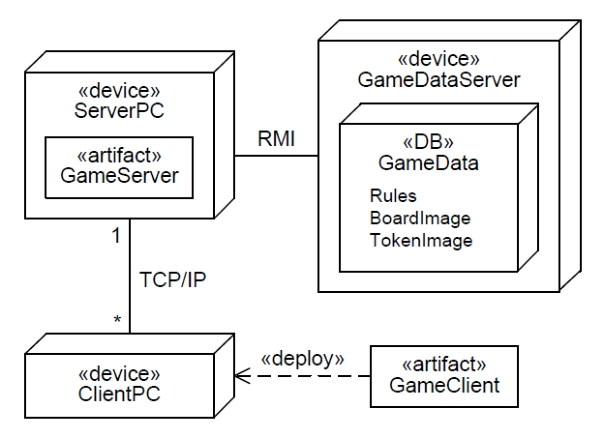 «device»
ServerPC
«artifact»
GameServer
RMI
«device»
GameDataServer
«DB»
GameData
Rules
BoardImage
TokenImage
1
TCP/IP
*
«device»
ClientPC
«deploy»
«artifact»
GameClient